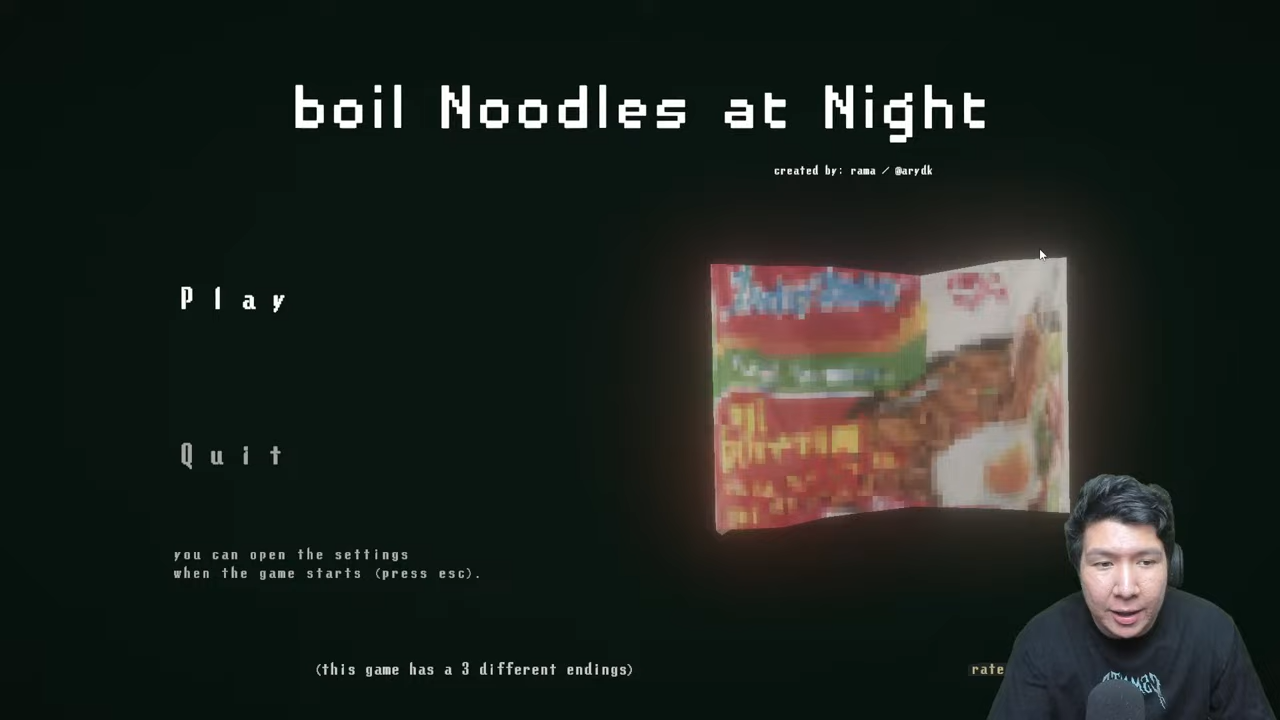 boil Noodles at Night
created by: rama / @arydk
Play
Quit
you can open the settings
when the game starts (press esc).
(this game has a 3 different endings)
rate